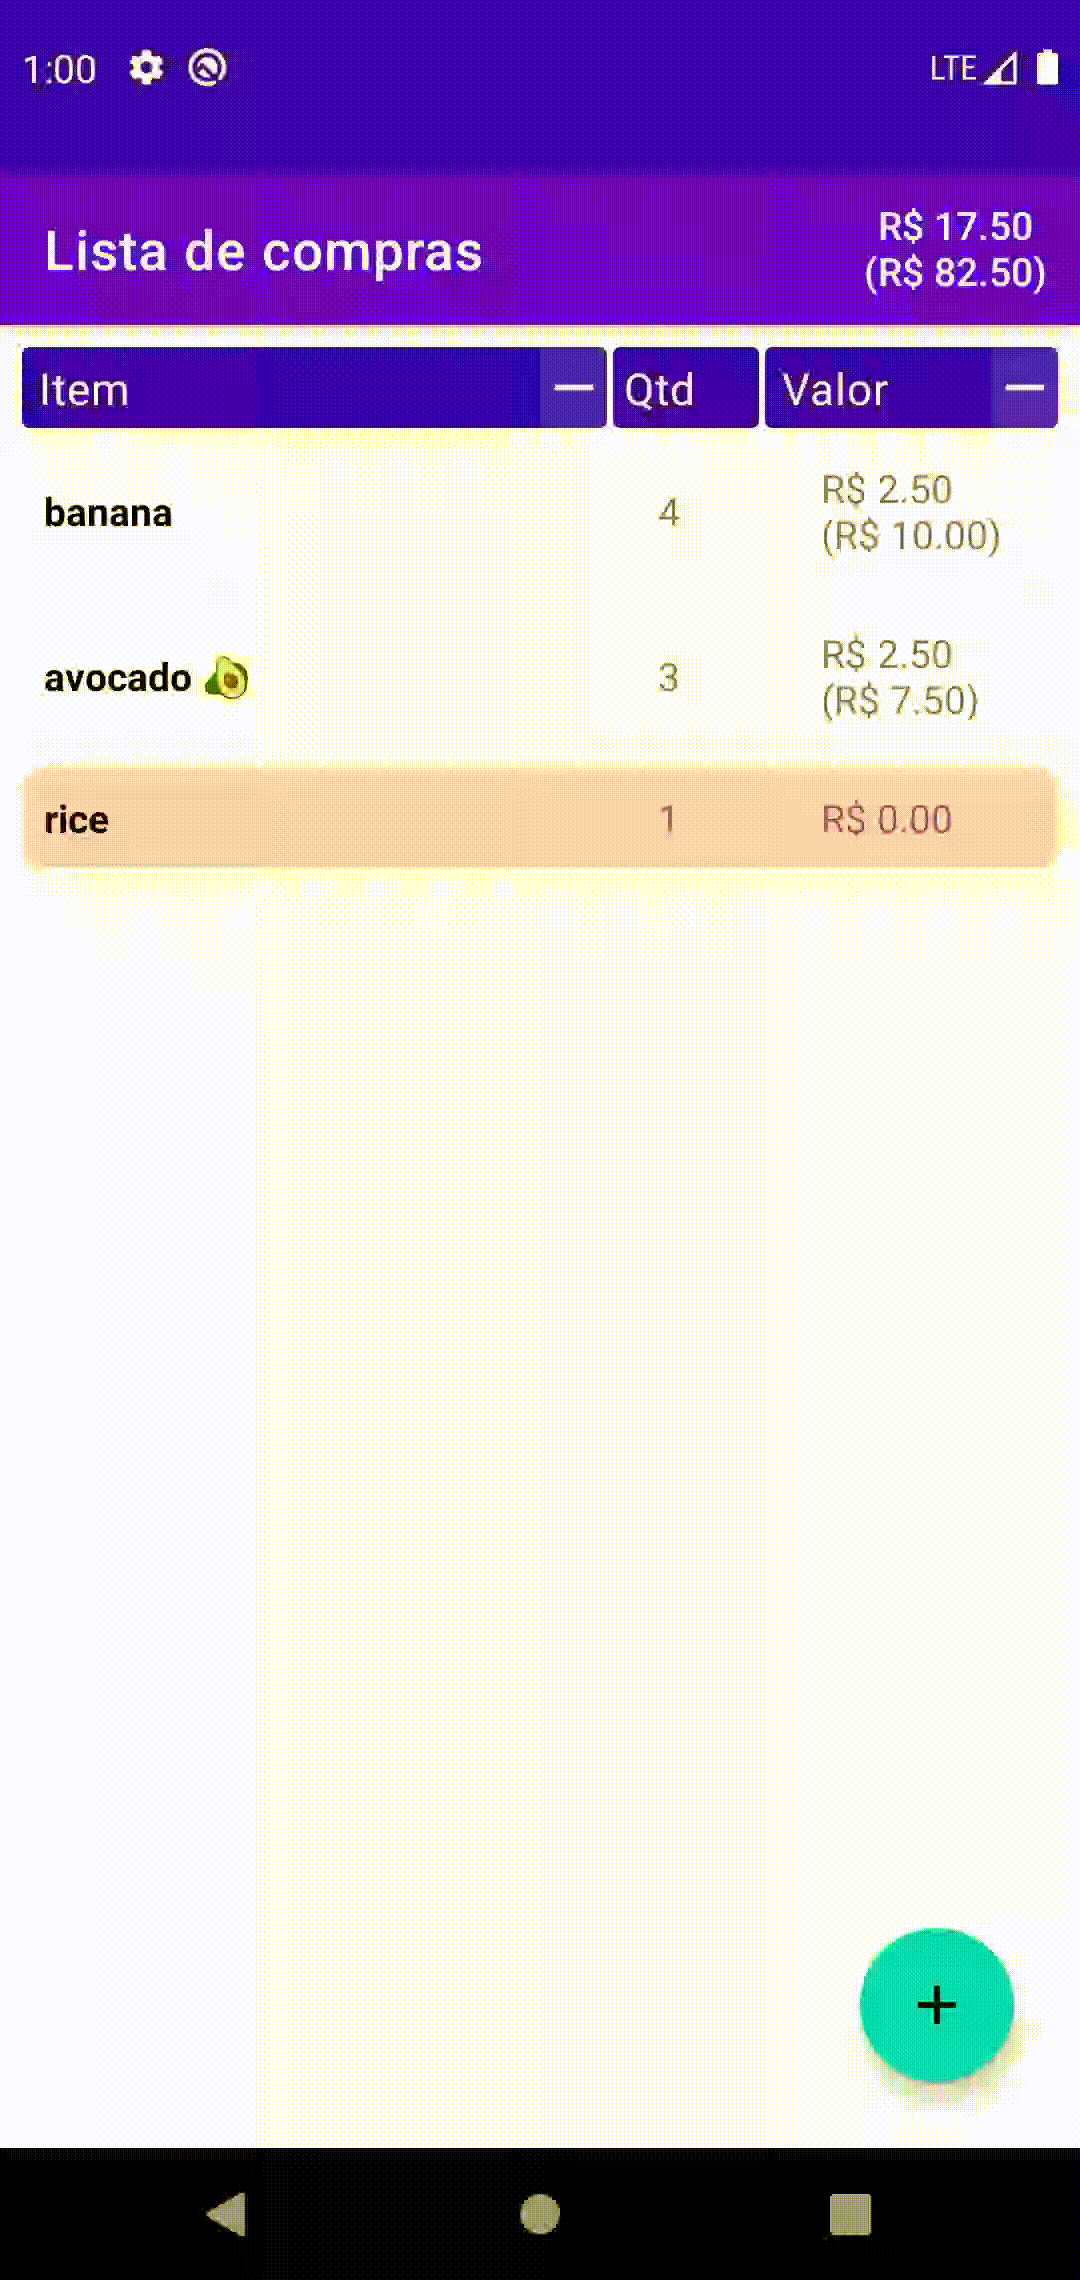 1:00 LTE
Lista de compras
R$ 17.50
(R$ 82.50)
Item Qtd Valor
banana 4 R$ 2.50
(R$ 10.00)
avocado 🥑 3 R$ 2.50
(R$ 7.50)
rice 1 R$ 0.00
+